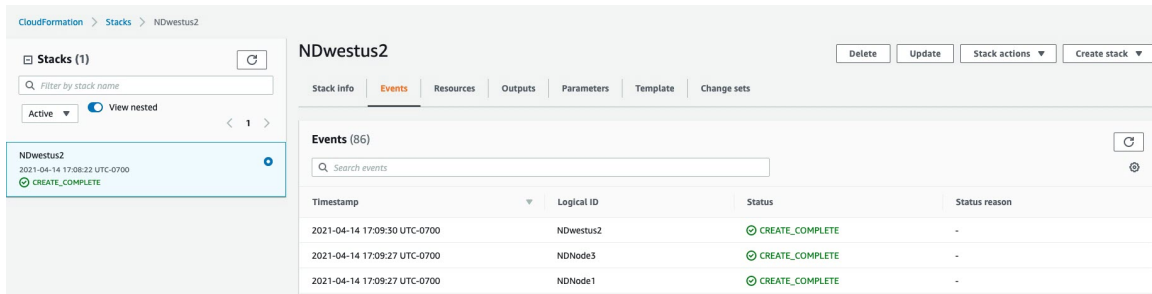 CloudFormation > Stacks > NDwestus2
Stacks (1)
Filter by stack name
Active View nested
< 1 >
NDwestus2
2021-04-14 17:08:22 UTC-0700
CREATE_COMPLETE
NDwestus2
Delete Update Stack actions Create stack
Stack info Events Resources Outputs Parameters Template Change sets
Events (86)
Search events
Timestamp Logical ID Status Status reason
2021-04-14 17:09:30 UTC-0700 NDwestus2 CREATE_COMPLETE -
2021-04-14 17:09:27 UTC-0700 NDNode3 CREATE_COMPLETE -
2021-04-14 17:09:27 UTC-0700 NDNode1 CREATE_COMPLETE -